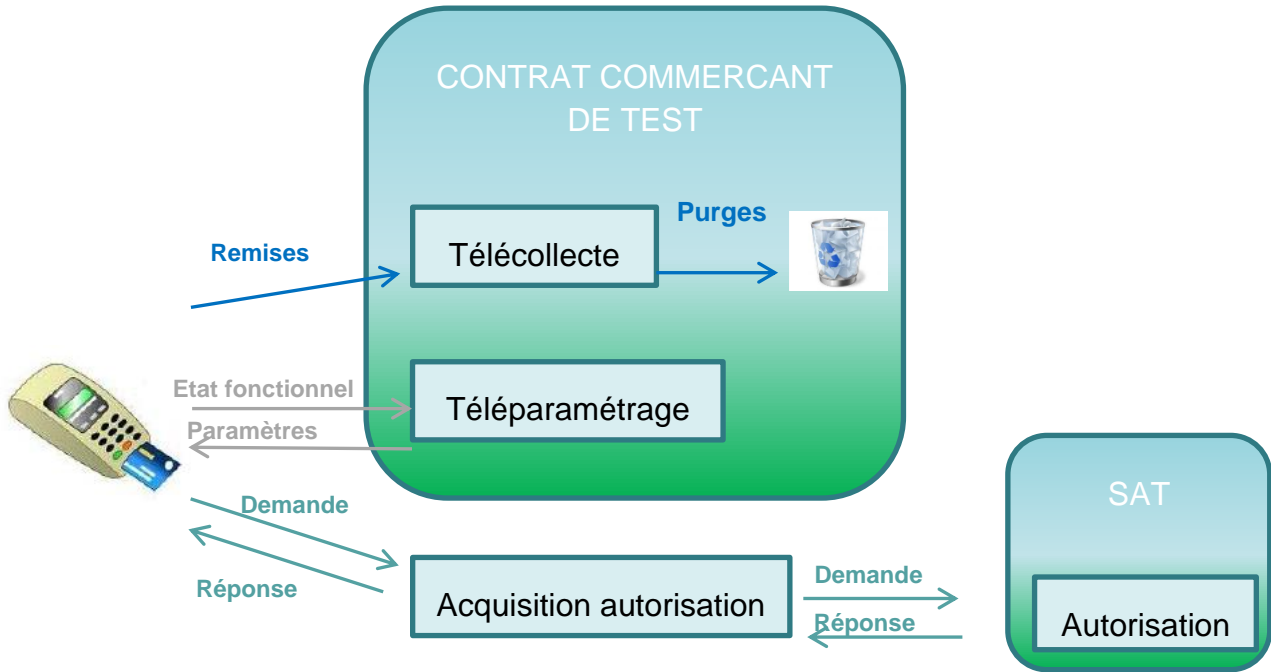 CONTRAT COMMERCANT
DE TEST
Purges
Télécollecte
Remises
Etat fonctionnel
Téléparamétrage
Paramètres
Demande
SAT
Réponse
Acquisition autorisation
Demande
Réponse
Autorisation